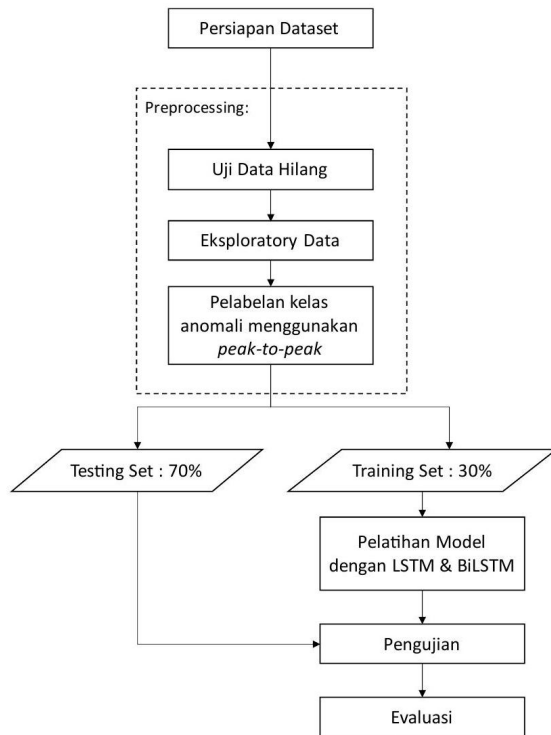 Persiapan Dataset
Preprocessing:
Uji Data Hilang
Eksploratory Data
Pelabelan kelas
anomali menggunakan
peak-to-peak
Testing Set : 70%
Training Set : 30%
Pelatihan Model
dengan LSTM & BiLSTM
Pengujian
Evaluasi